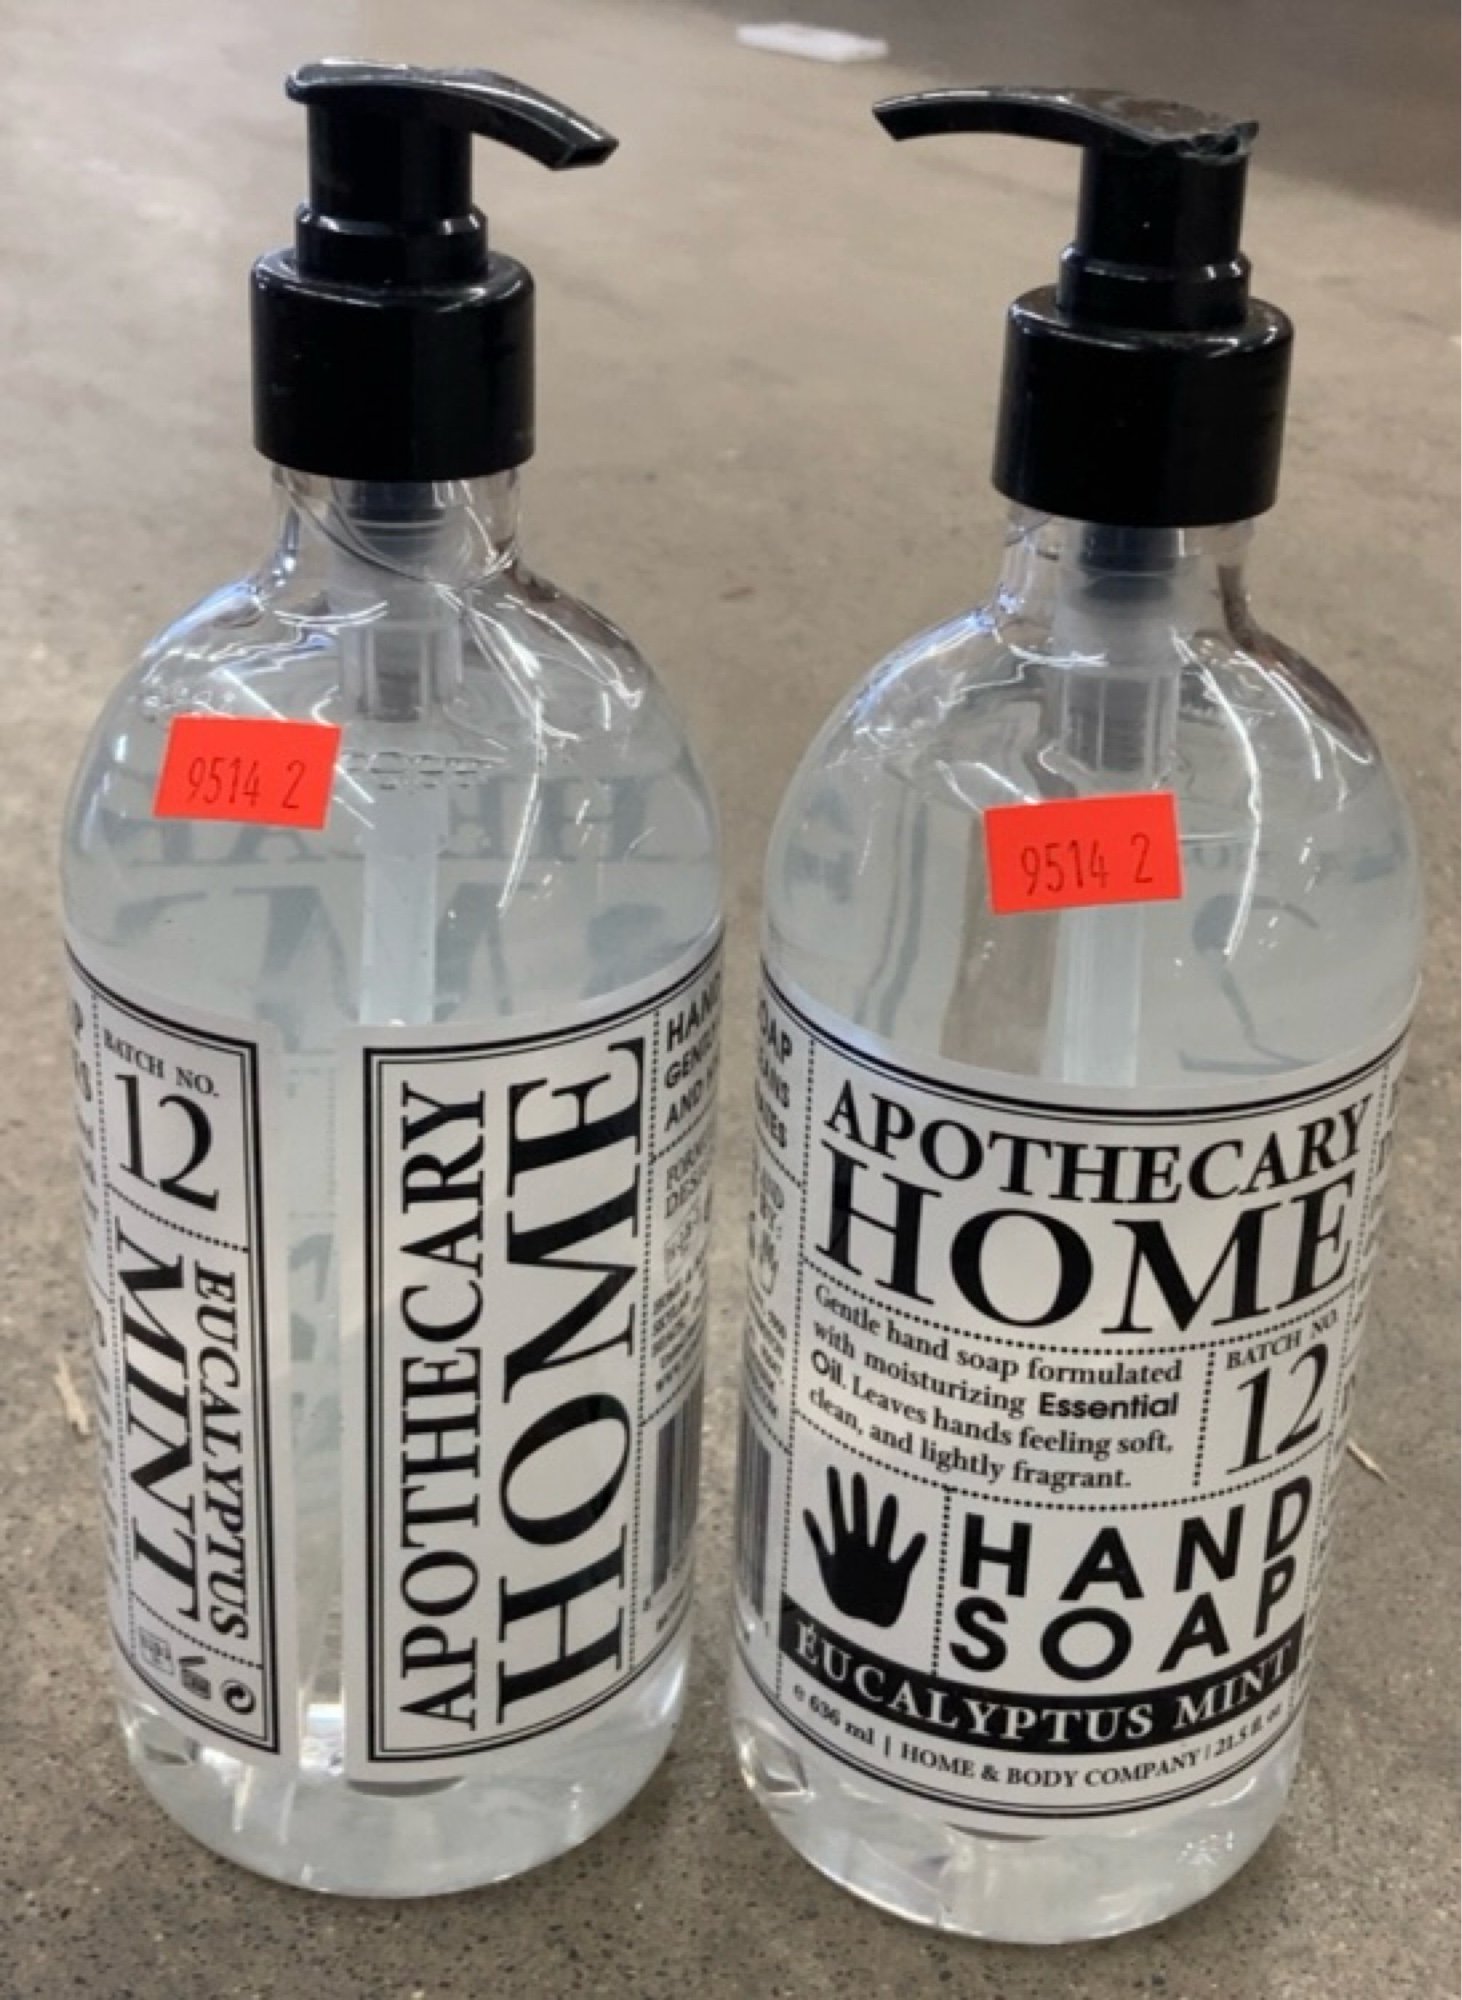 9514 2
BATCH NO.
12
EUCALYPTUS
MINT
APOTHECARY
HOME
AND
9514 2
SOAP
APOTHECARY
HOME
Gentle hand soap formulated
with moisturizing Essential
Oil. Leaves hands feeling soft,
clean, and lightly fragrant.
BATCH NO.
12
HAND
SOAP
EUCALYPTUS MINT
e 636 ml | HOME & BODY COMPANY | 21.5 fl. oz